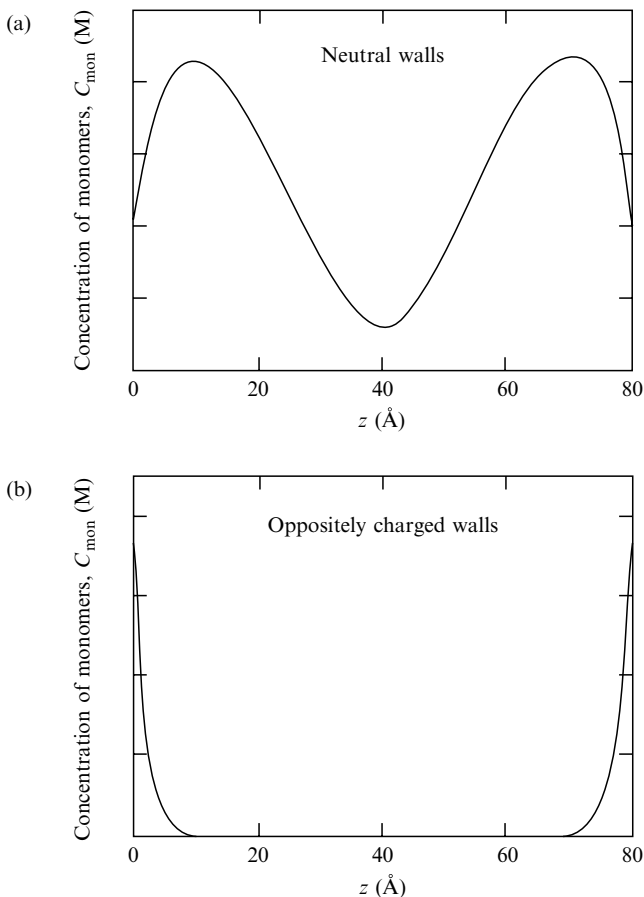 (a)
Concentration of monomers, C_mon (M)
Neutral walls
0 20 40 60 80
z (Å)
(b)
Concentration of monomers, C_mon (M)
Oppositely charged walls
0 20 40 60 80
z (Å)